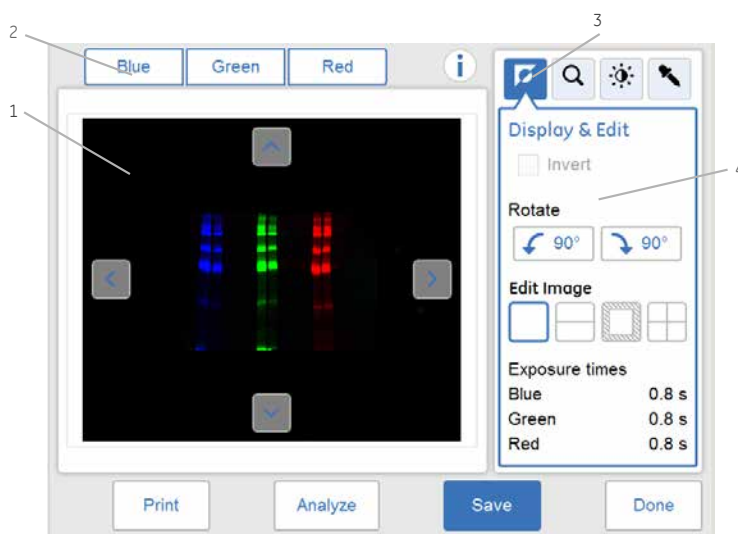 3
2
Blue Green Red i
1
Display & Edit
Invert
4
Rotate
90° 90°
Edit Image
Exposure times
Blue 0.8 s
Green 0.8 s
Red 0.8 s
Print Analyze Save Done